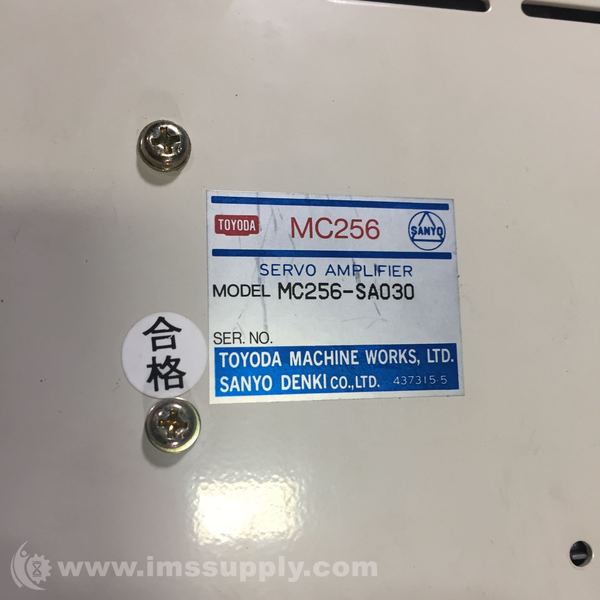 TOYODA MC256 SANYO
SERVO AMPLIFIER
MODEL MC256-SA030
SER. NO.
TOYODA MACHINE WORKS, LTD.
SANYO DENKI CO., LTD. 437315-5
合
格
www.imssupply.com